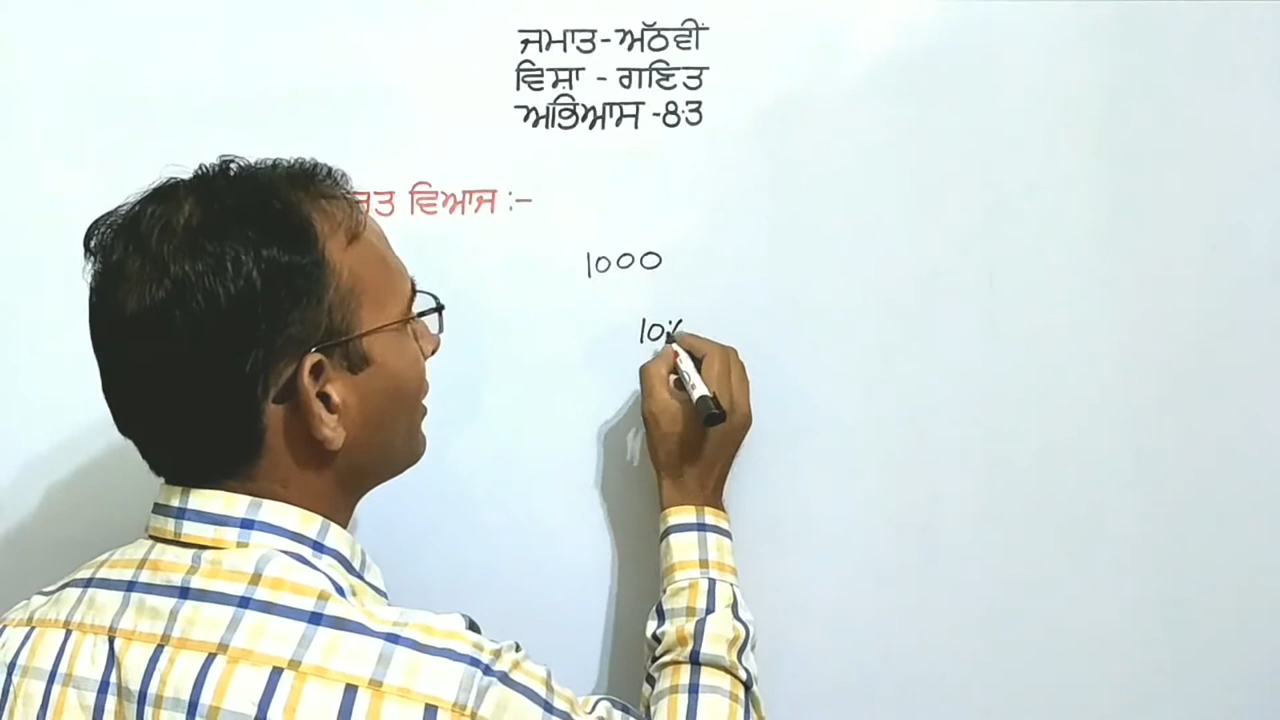 ਜਮਾਤ-ਅੱਠਵੀਂ
ਵਿਸ਼ਾ - ਗਣਿਤ
ਅਭਿਆਸ -8.3
ਵਿਆਜ :-
1000
10%